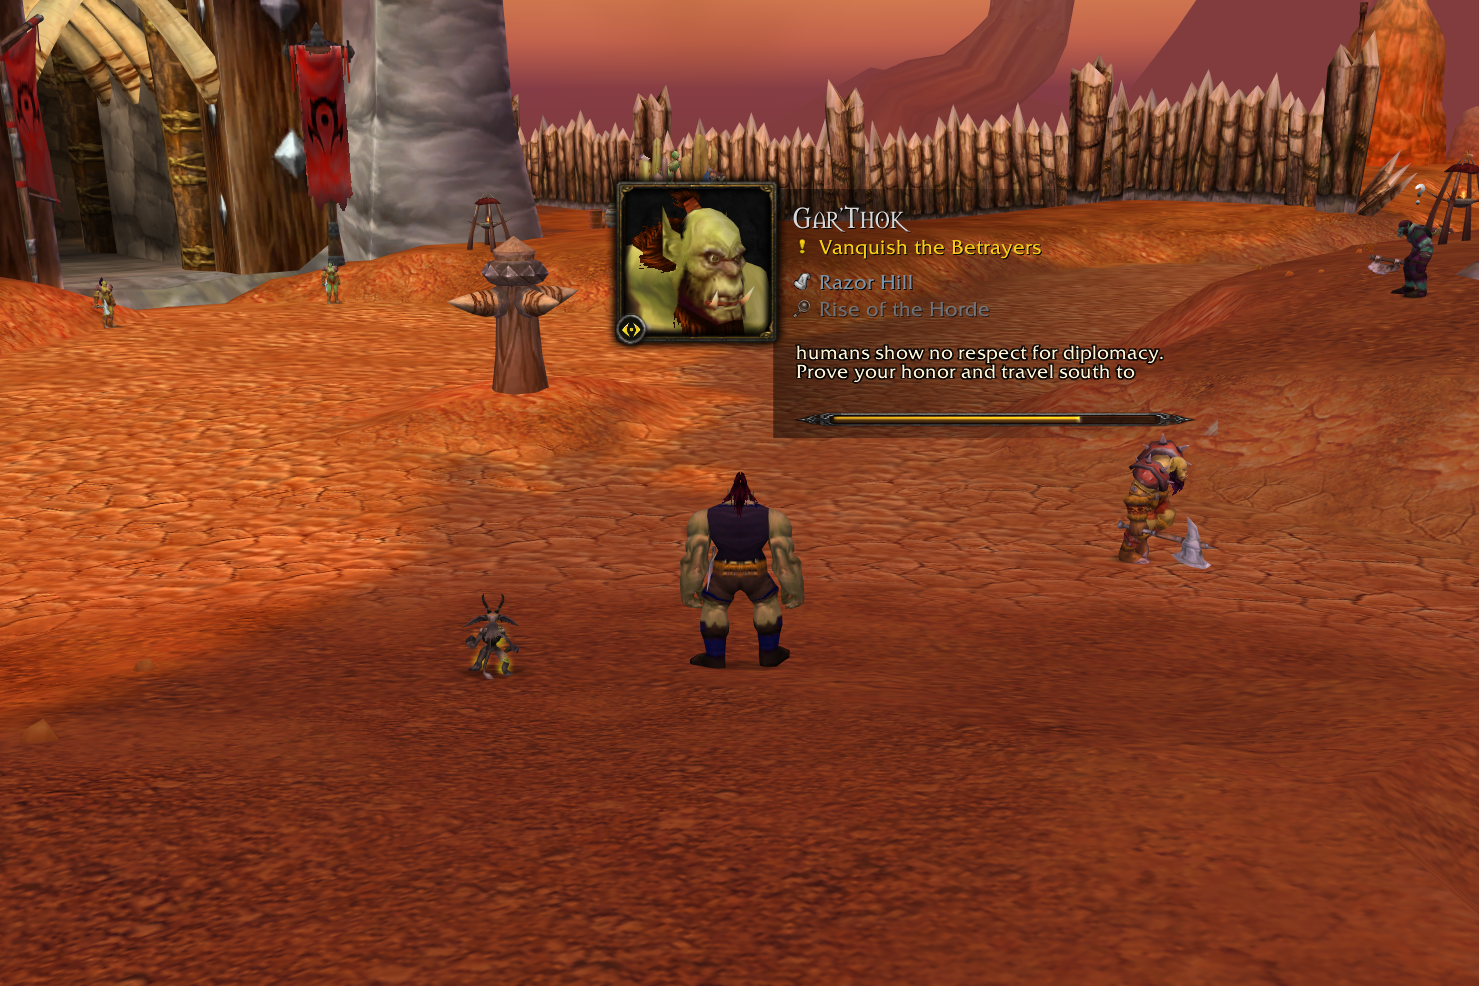 Gar'Thok
! Vanquish the Betrayers
Razor Hill
Rise of the Horde
humans show no respect for diplomacy.
Prove your honor and travel south to